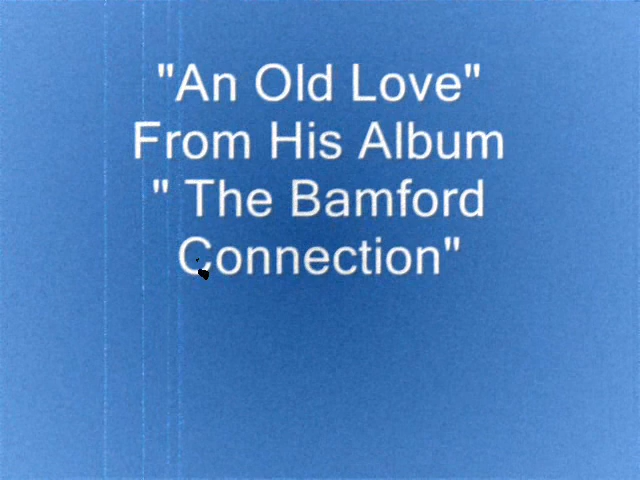 "An Old Love"
From His Album
" The Bamford
Connection"